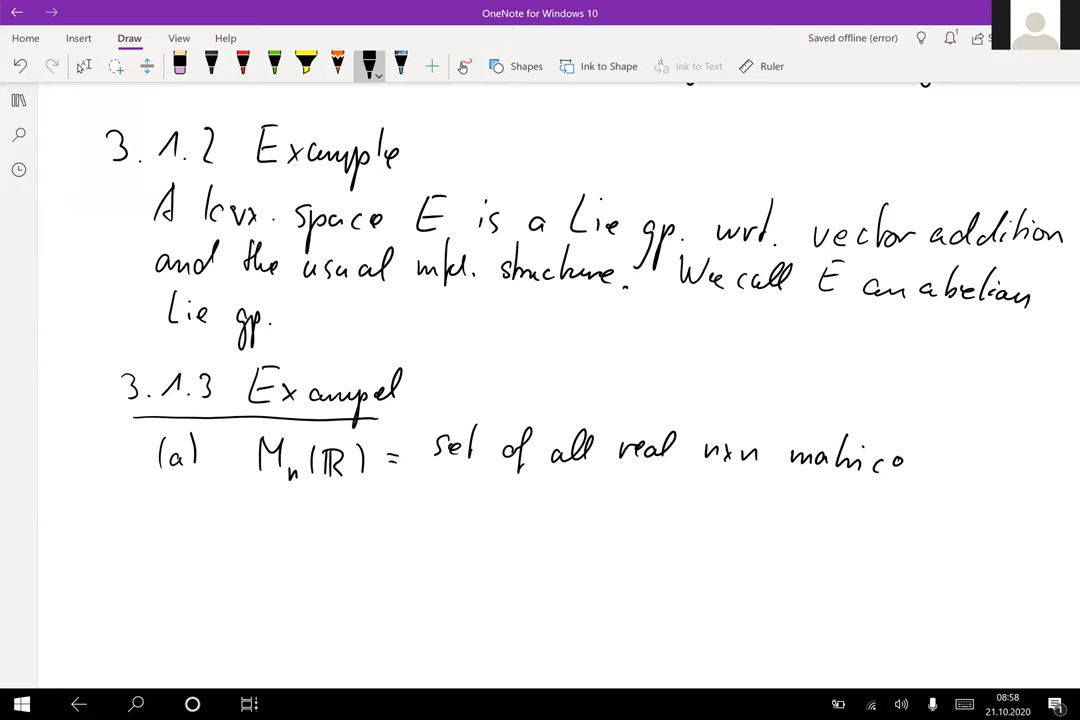 OneNote for Windows 10
Home Insert Draw View Help
Saved offline (error)
Shapes Ink to Shape Ink to Text Ruler
3.1.2 Example
A lcvx. space E is a Lie gp. wrt. vector addition
and the usual mfd. structure. We call E an abelian
Lie gp.
3.1.3 Exampel
(a) Mn(ℝ) = set of all real n×n matrice
08:58
21.10.2020